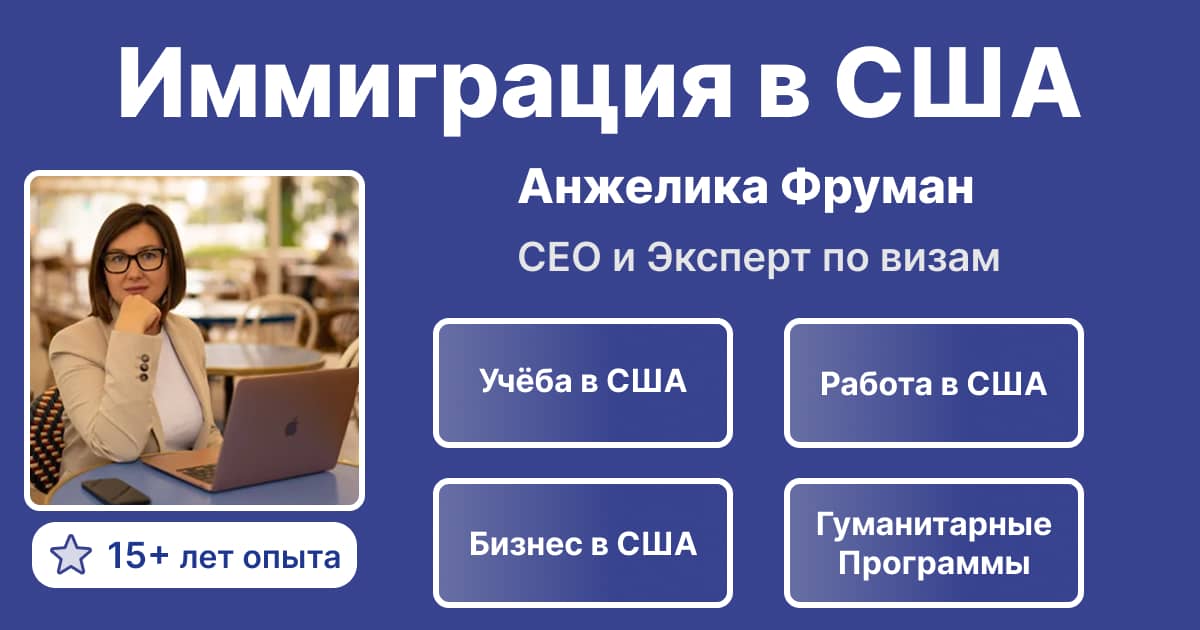 Иммиграция в США
Анжелика Фруман
CEO и Эксперт по визам
Учёба в США
Работа в США
Бизнес в США
Гуманитарные
Программы
15+ лет опыта